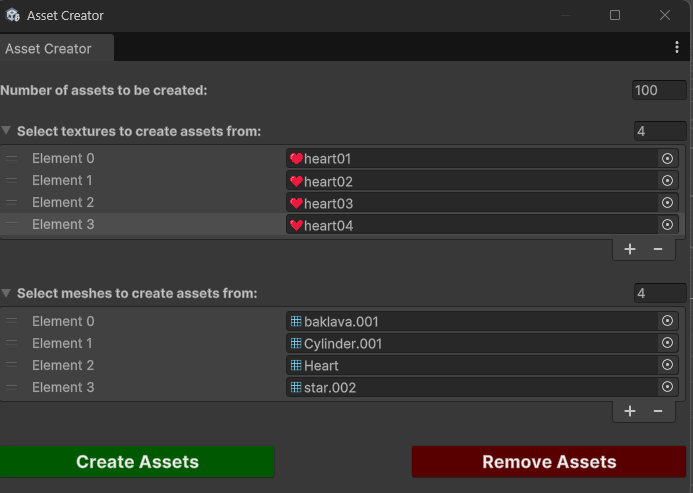 Asset Creator
Asset Creator
Number of assets to be created: 100
Select textures to create assets from: 4
Element 0 heart01
Element 1 heart02
Element 2 heart03
Element 3 heart04
+ −
Select meshes to create assets from: 4
Element 0 baklava.001
Element 1 Cylinder.001
Element 2 Heart
Element 3 star.002
+ −
Create Assets Remove Assets